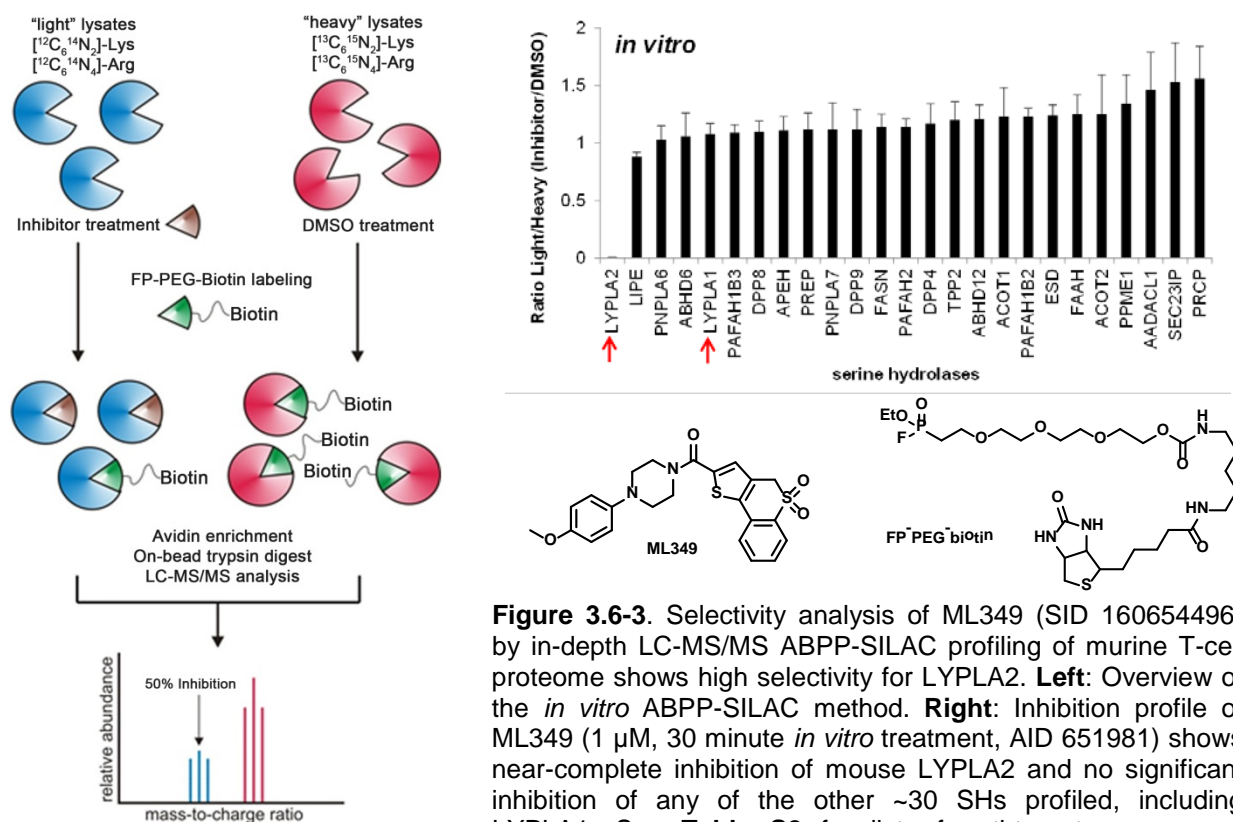 "light" lysates
[¹²C₆¹⁴N₂]-Lys
[¹²C₆¹⁴N₄]-Arg
"heavy" lysates
[¹³C₆¹⁵N₂]-Lys
[¹³C₆¹⁵N₄]-Arg
Inhibitor treatment
DMSO treatment
FP-PEG-Biotin labeling
Biotin
Biotin
Biotin
Biotin
Biotin
Avidin enrichment
On-bead trypsin digest
LC-MS/MS analysis
50% Inhibition
relative abundance
mass-to-charge ratio
in vitro
Ratio Light/Heavy (Inhibitor/DMSO)
2
1.5
1
0.5
0
LYPLA2
LIPE
PNPLA6
ABHD6
LYPLA1
PAFAH1B3
DPP8
APEH
PREP
PNPLA7
DPP9
FASN
PAFAH2
DPP4
TPP2
ABHD12
ACOT1
PAFAH1B2
ESD
FAAH
ACOT2
PPME1
AADACL1
SEC23IP
PRCP
serine hydrolases
O
N
N
S
S
O
O
O
ML349
EtO
O
P
F
O
O
O
O
O
H
N
N
H
O
O
HN
NH
S
FP-PEG-biotin
Figure 3.6-3. Selectivity analysis of ML349 (SID 160654496
by in-depth LC-MS/MS ABPP-SILAC profiling of murine T-ce
proteome shows high selectivity for LYPLA2. Left: Overview o
the in vitro ABPP-SILAC method. Right: Inhibition profile o
ML349 (1 µM, 30 minute in vitro treatment, AID 651981) shows
near-complete inhibition of mouse LYPLA2 and no significan
inhibition of any of the other ~30 SHs profiled, including